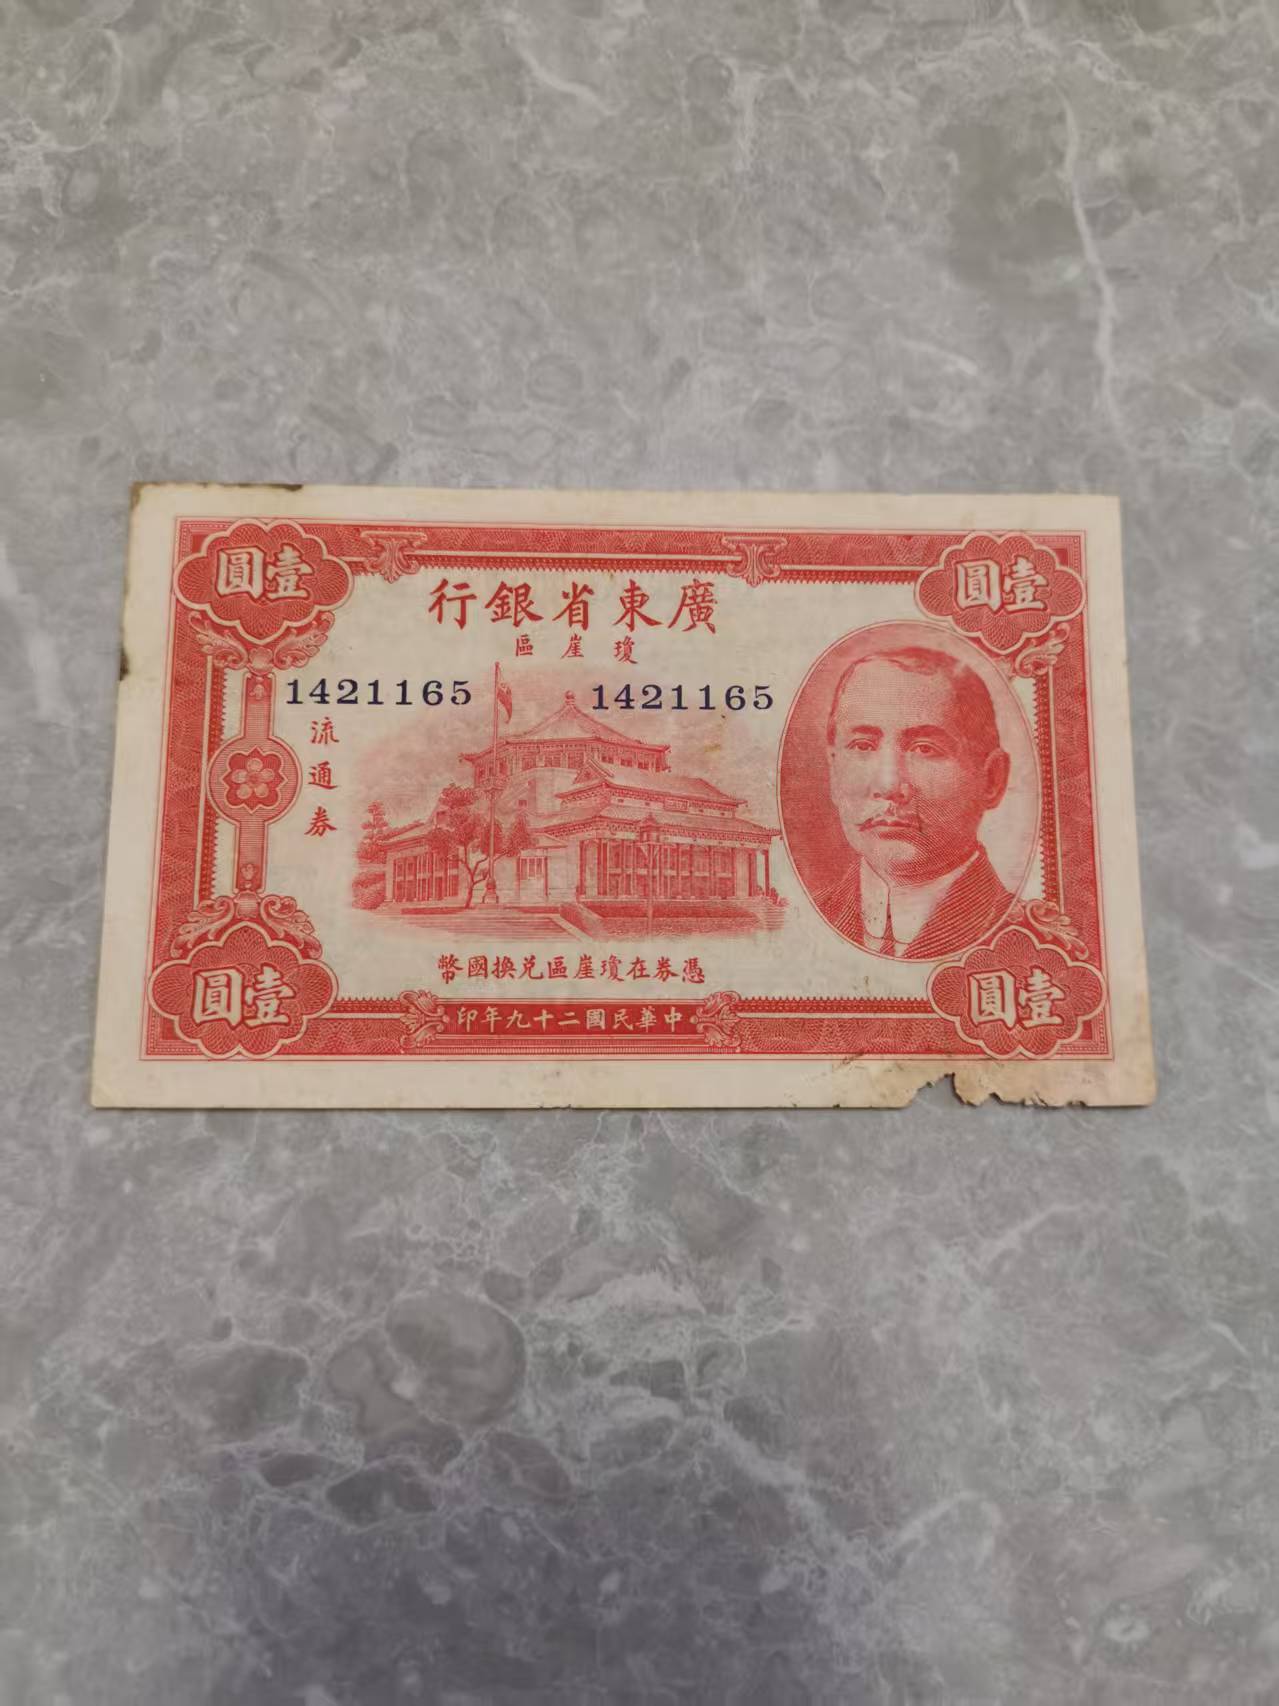 壹圓
壹圓
廣東省銀行
瓊崖區
1421165
1421165
流通券
憑券在瓊崖區兌換國幣
中華民國二十九年印
壹圓
壹圓